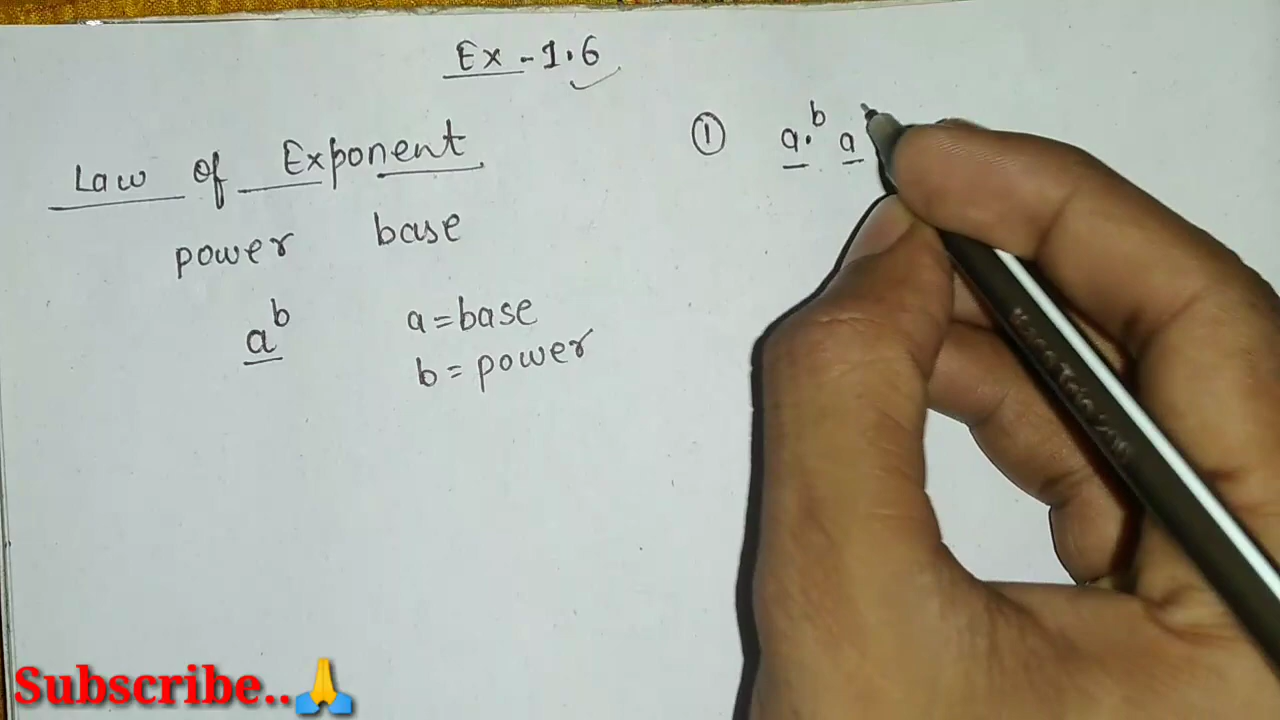 Ex - 1.6
Law of Exponent
power base
a^b a = base
b = power
① a^b . a
Subscribe..🙏